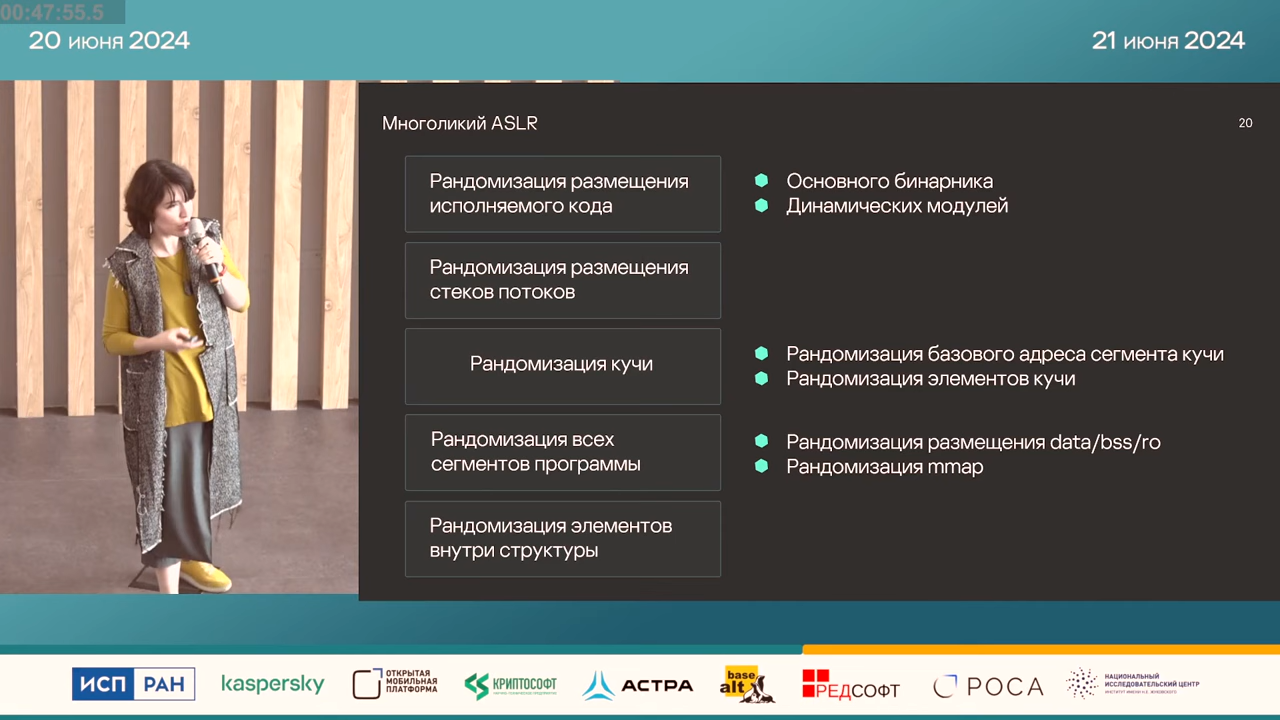 00:47:55.5
20 июня 2024
21 июня 2024
Многоликий ASLR
20
Рандомизация размещения
исполняемого кода
Основного бинарника
Динамических модулей
Рандомизация размещения
стеков потоков
Рандомизация кучи
Рандомизация базового адреса сегмента кучи
Рандомизация элементов кучи
Рандомизация всех
сегментов программы
Рандомизация размещения data/bss/ro
Рандомизация mmap
Рандомизация элементов
внутри структуры
ИСП РАН
kaspersky
ОТКРЫТАЯ
МОБИЛЬНАЯ
ПЛАТФОРМА
КРИПТОСОФТ
АСТРА
base
alt
РЕДСОФТ
РОСА
НАЦИОНАЛЬНЫЙ
ИССЛЕДОВАТЕЛЬСКИЙ ЦЕНТР